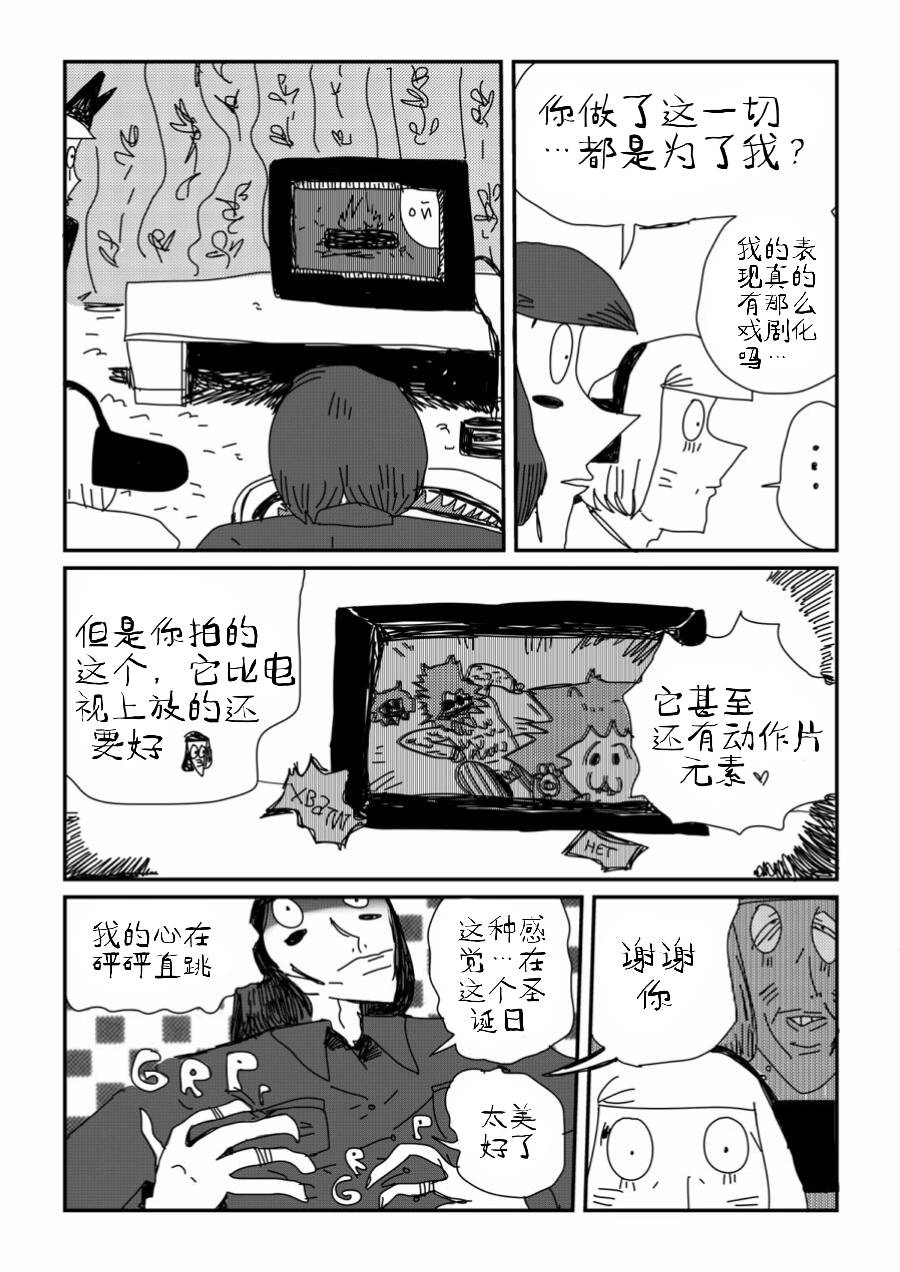 ой
你做了这一切
…都是为了我？
我的表
现真的
有那么
戏剧化
吗…
…
但是你拍的
这个，它比电
视上放的还
要好
它甚至
还有动作片
元素♥
HET
我的心在
砰砰直跳
这种感
觉…在
这个圣
诞日
太美
好了
GRP,
GRP
谢谢
你